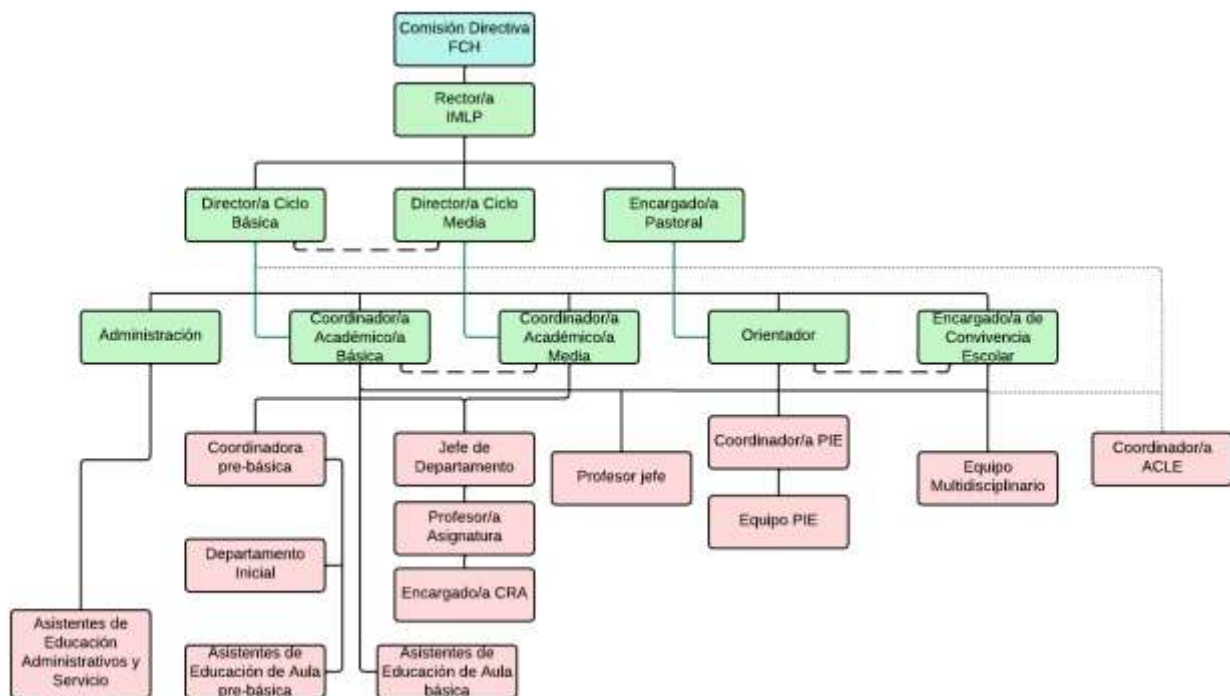 Comisión Directiva
FCH
Rector/a
IMLP
Director/a Ciclo
Básica
Director/a Ciclo
Media
Encargado/a
Pastoral
Administración
Coordinador/a
Académico/a
Básica
Coordinador/a
Académico/a
Media
Orientador
Encargado/a de
Convivencia
Escolar
Coordinadora
pre-básica
Jefe de
Departamento
Profesor jefe
Coordinador/a PIE
Equipo
Multidisciplinario
Coordinador/a
ACLE
Profesor/a
Asignatura
Equipo PIE
Departamento
Inicial
Encargado/a CRA
Asistentes de
Educación
Administrativos y
Servicio
Asistentes de
Educación de Aula
pre-básica
Asistentes de
Educación de Aula
básica